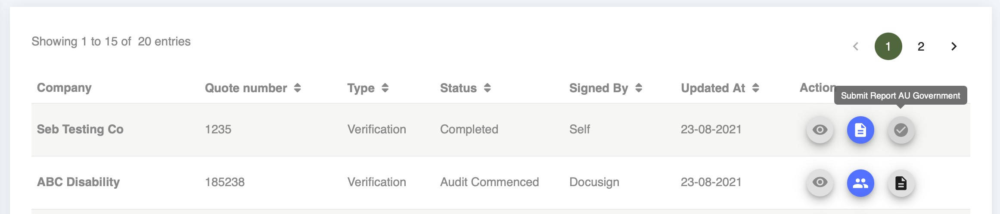 Showing 1 to 15 of  20 entries
1 2
Company Quote number Type Status Signed By Updated At Action
Submit Report AU Government
Seb Testing Co 1235 Verification Completed Self 23-08-2021
ABC Disability 185238 Verification Audit Commenced Docusign 23-08-2021